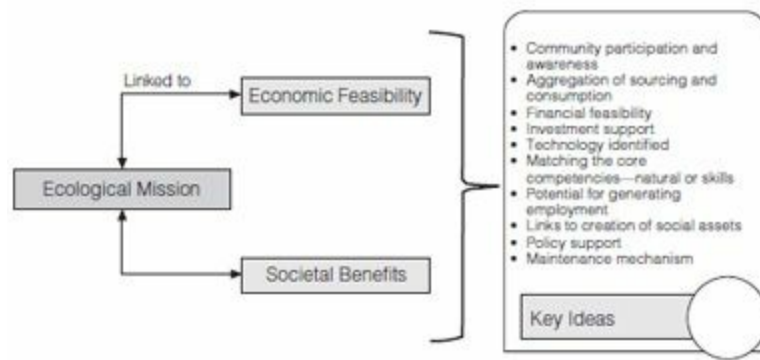 Linked to
Economic Feasibility
Ecological Mission
Societal Benefits
• Community participation and
awareness
• Aggregation of sourcing and
consumption
• Financial feasibility
• Investment support
• Technology identified
• Matching the core
competencies—natural or skills
• Potential for generating
employment
• Links to creation of social assets
• Policy support
• Maintenance mechanism
Key Ideas